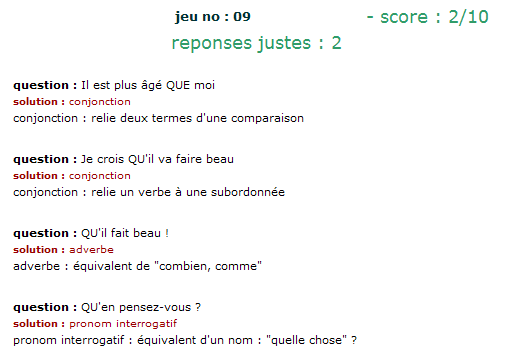 jeu no : 09 - score : 2/10
reponses justes : 2
question : Il est plus âgé QUE moi
solution : conjonction
conjonction : relie deux termes d'une comparaison
question : Je crois QU'il va faire beau
solution : conjonction
conjonction : relie un verbe à une subordonnée
question : QU'il fait beau !
solution : adverbe
adverbe : équivalent de "combien, comme"
question : QU'en pensez-vous ?
solution : pronom interrogatif
pronom interrogatif : équivalent d'un nom : "quelle chose" ?